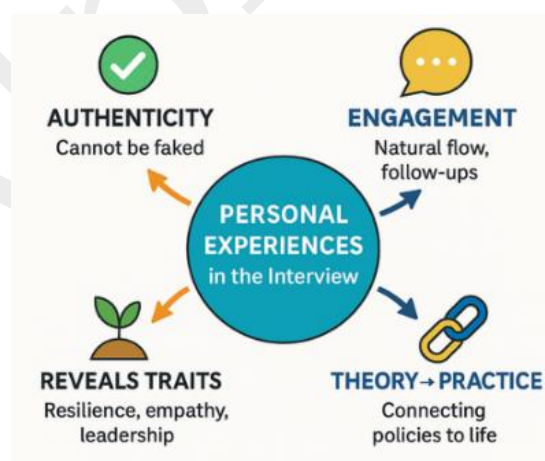 AUTHENTICITY
Cannot be faked
ENGAGEMENT
Natural flow,
follow-ups
PERSONAL
EXPERIENCES
in the Interview
REVEALS TRAITS
Resilience, empathy,
leadership
THEORY→PRACTICE
Connecting
policies to life